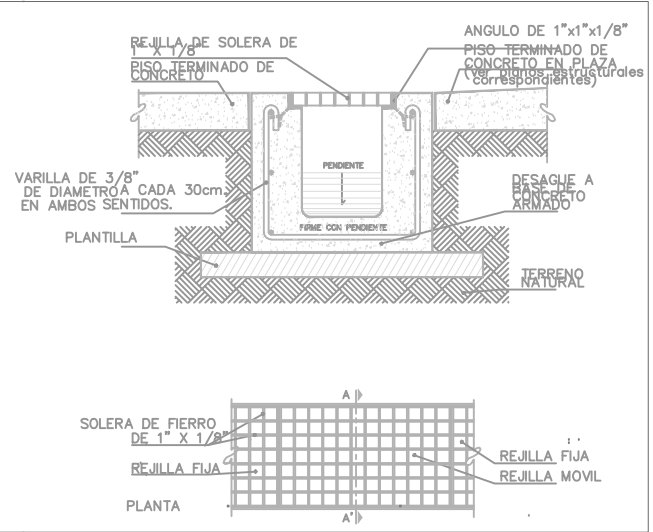 REJILLA DE SOLERA DE
1" X 1/8"
PISO TERMINADO DE
CONCRETO
ANGULO DE 1"x1"x1/8"
PISO TERMINADO DE
CONCRETO EN PLAZA
(ver planos estructurales
correspondientes)
PENDIENTE
VARILLA DE 3/8"
DE DIAMETRO A CADA 30cm.
EN AMBOS SENTIDOS.
DESAGUE A
BASE DE
CONCRETO
ARMADO
FIRME CON PENDIENTE
PLANTILLA
TERRENO
NATURAL
A
SOLERA DE FIERRO
DE 1" X 1/8"
REJILLA FIJA
REJILLA FIJA
REJILLA MOVIL
PLANTA
A'